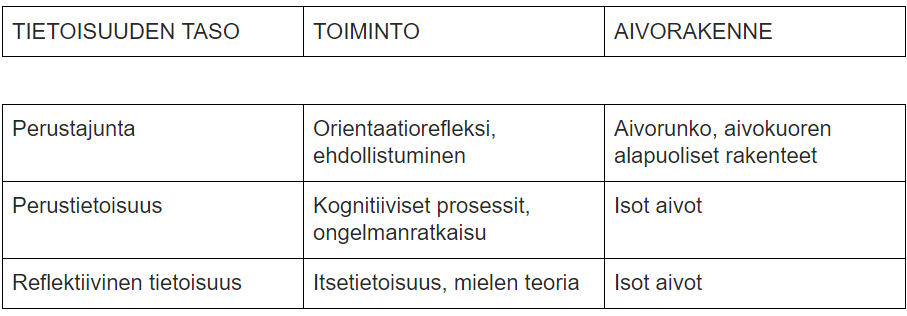 TIETOISUUDEN TASO TOIMINTO AIVORAKENNE
Perustajunta Orientaatiorefleksi, Aivorunko, aivokuoren
ehdollistuminen alapuoliset rakenteet
Perustietoisuus Kognitiiviset prosessit, Isot aivot
ongelmanratkaisu
Reflektiivinen tietoisuus Itsetietoisuus, mielen teoria Isot aivot